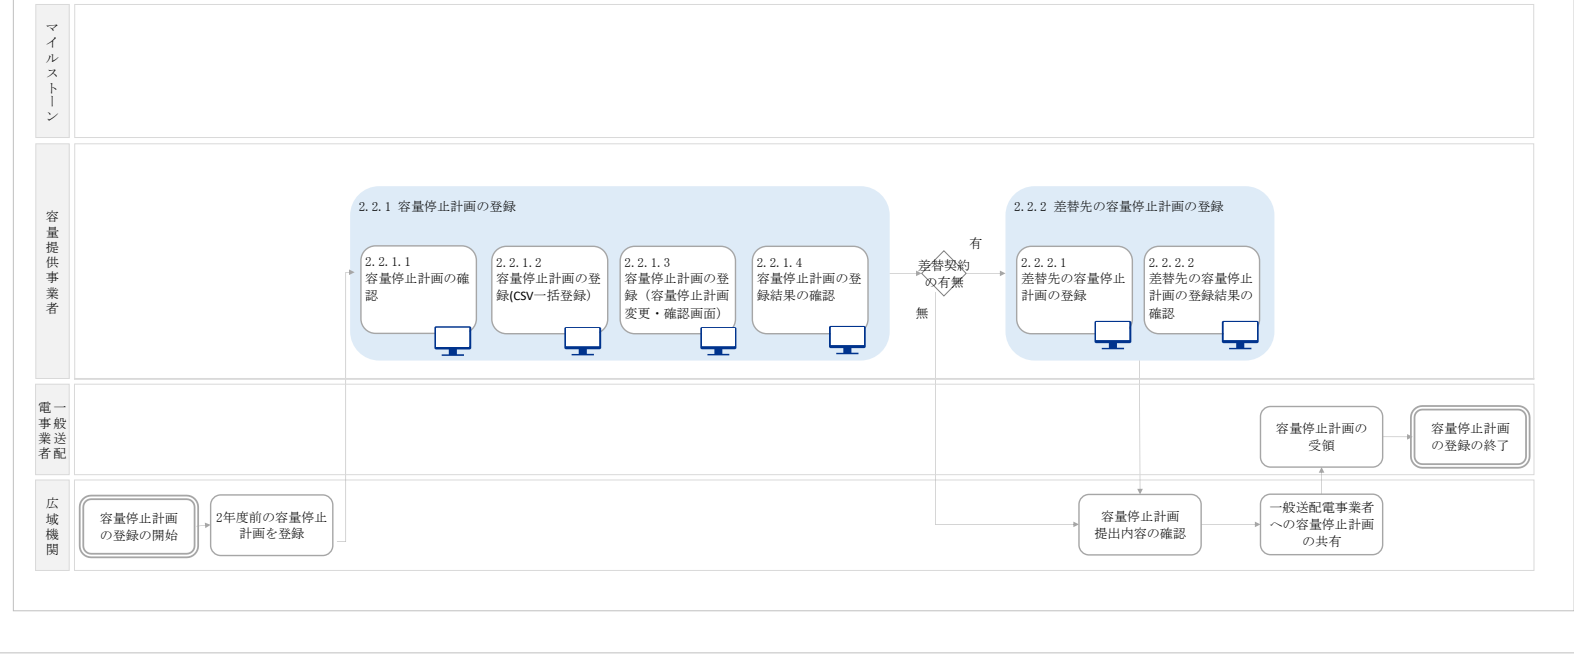 マイルストーン
容量提供事業者
2.2.1 容量停止計画の登録
2.2.1.1
容量停止計画の確
認
2.2.1.2
容量停止計画の登
録(CSV一括登録)
2.2.1.3
容量停止計画の登
録（容量停止計画
変更・確認画面）
2.2.1.4
容量停止計画の登
録結果の確認
差替契約
の有無
有
無
2.2.2 差替先の容量停止計画の登録
2.2.2.1
差替先の容量停止
計画の登録
2.2.2.2
差替先の容量停止
計画の登録結果の
確認
一般送配
電事業者
容量停止計画の
受領
容量停止計画
の登録の終了
広域機関
容量停止計画
の登録の開始
2年度前の容量停止
計画を登録
容量停止計画
提出内容の確認
一般送配電事業者
への容量停止計画
の共有